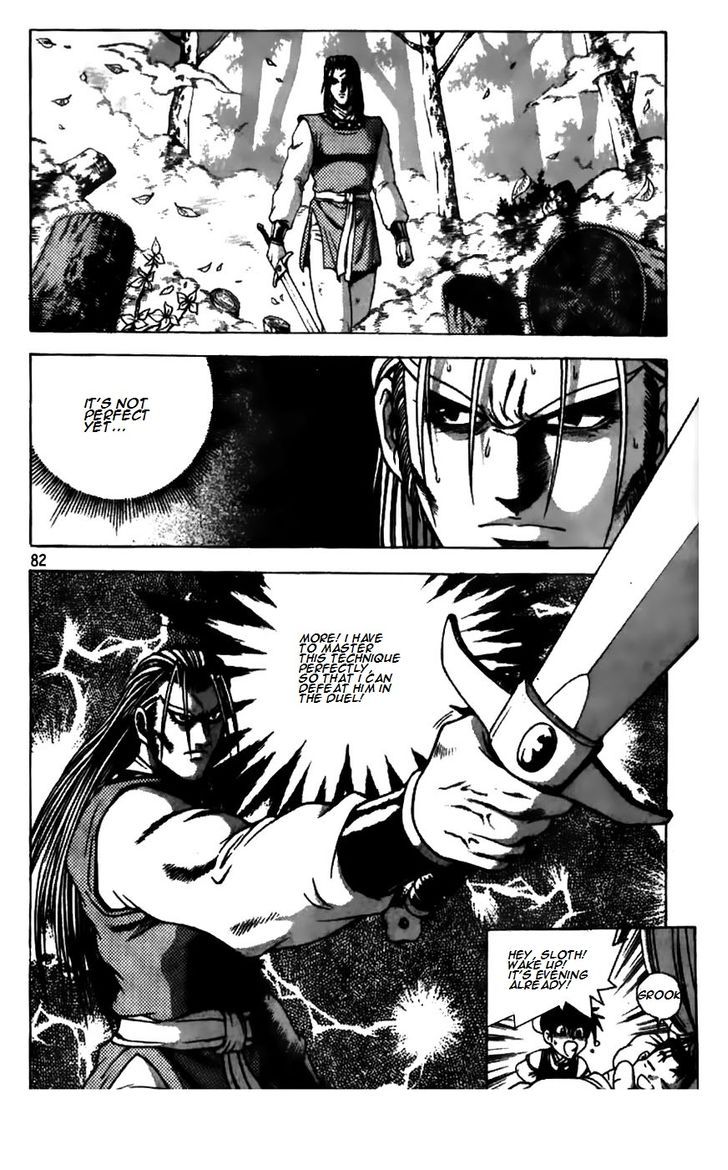 IT'S NOT
PERFECT
YET...
82
MORE! I HAVE
TO MASTER
THIS TECHNIQUE
PERFECTLY,
SO THAT I CAN
DEFEAT HIM IN
THE DUEL!
HEY, SLOTH!
WAKE UP!
IT'S EVENING
ALREADY!
GROOK